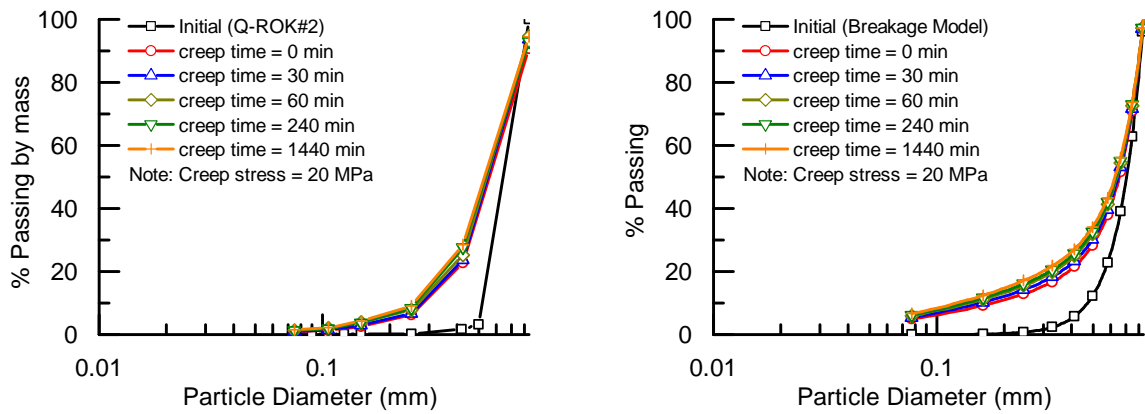 100
80
60
40
20
0
% Passing by mass
Initial (Q-ROK#2)
creep time = 0 min
creep time = 30 min
creep time = 60 min
creep time = 240 min
creep time = 1440 min
Note: Creep stress = 20 MPa
0.01
0.1
Particle Diameter (mm)
100
80
60
40
20
0
% Passing
Initial (Breakage Model)
creep time = 0 min
creep time = 30 min
creep time = 60 min
creep time = 240 min
creep time = 1440 min
Note: Creep stress = 20 MPa
0.01
0.1
Particle Diameter (mm)